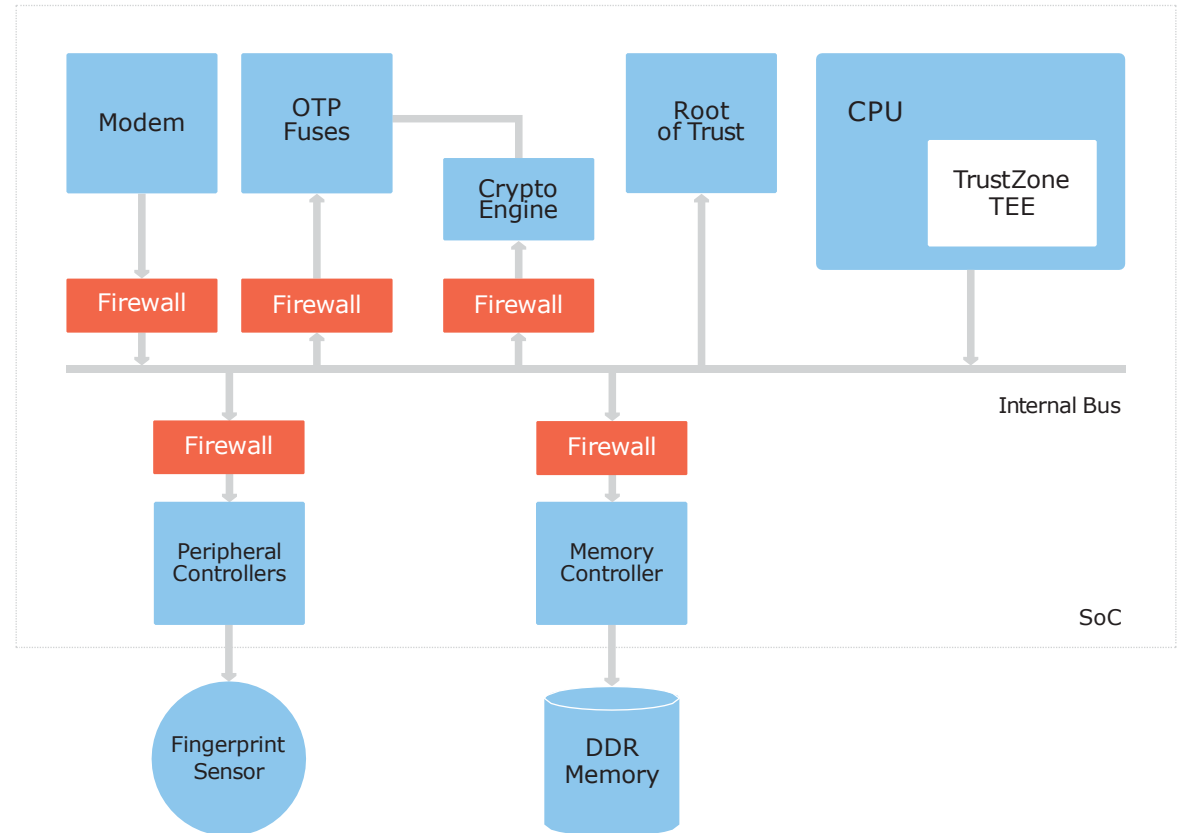 Modem
OTP
Fuses
Crypto
Engine
Root
of Trust
CPU
TrustZone
TEE
Firewall
Firewall
Firewall
Internal Bus
Firewall
Firewall
Peripheral
Controllers
Memory
Controller
SoC
Fingerprint
Sensor
DDR
Memory